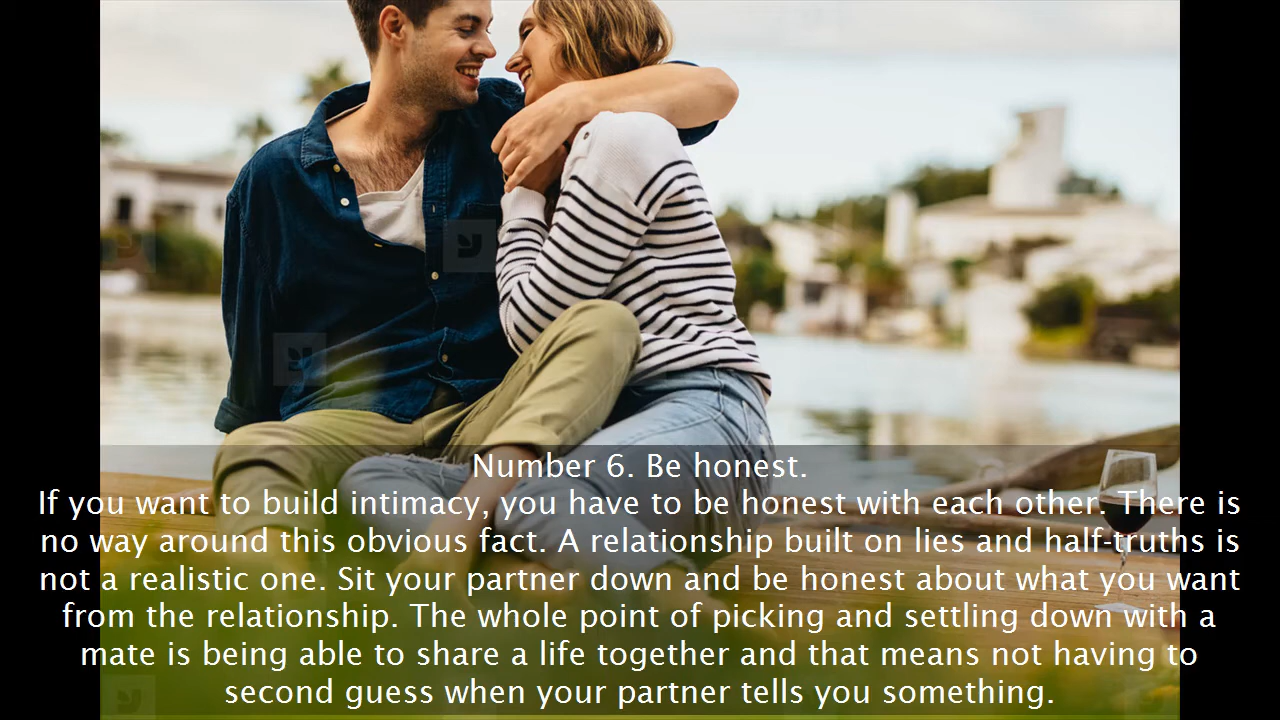 Number 6. Be honest.
If you want to build intimacy, you have to be honest with each other. There is
no way around this obvious fact. A relationship built on lies and half-truths is
not a realistic one. Sit your partner down and be honest about what you want
from the relationship. The whole point of picking and settling down with a
mate is being able to share a life together and that means not having to
second guess when your partner tells you something.